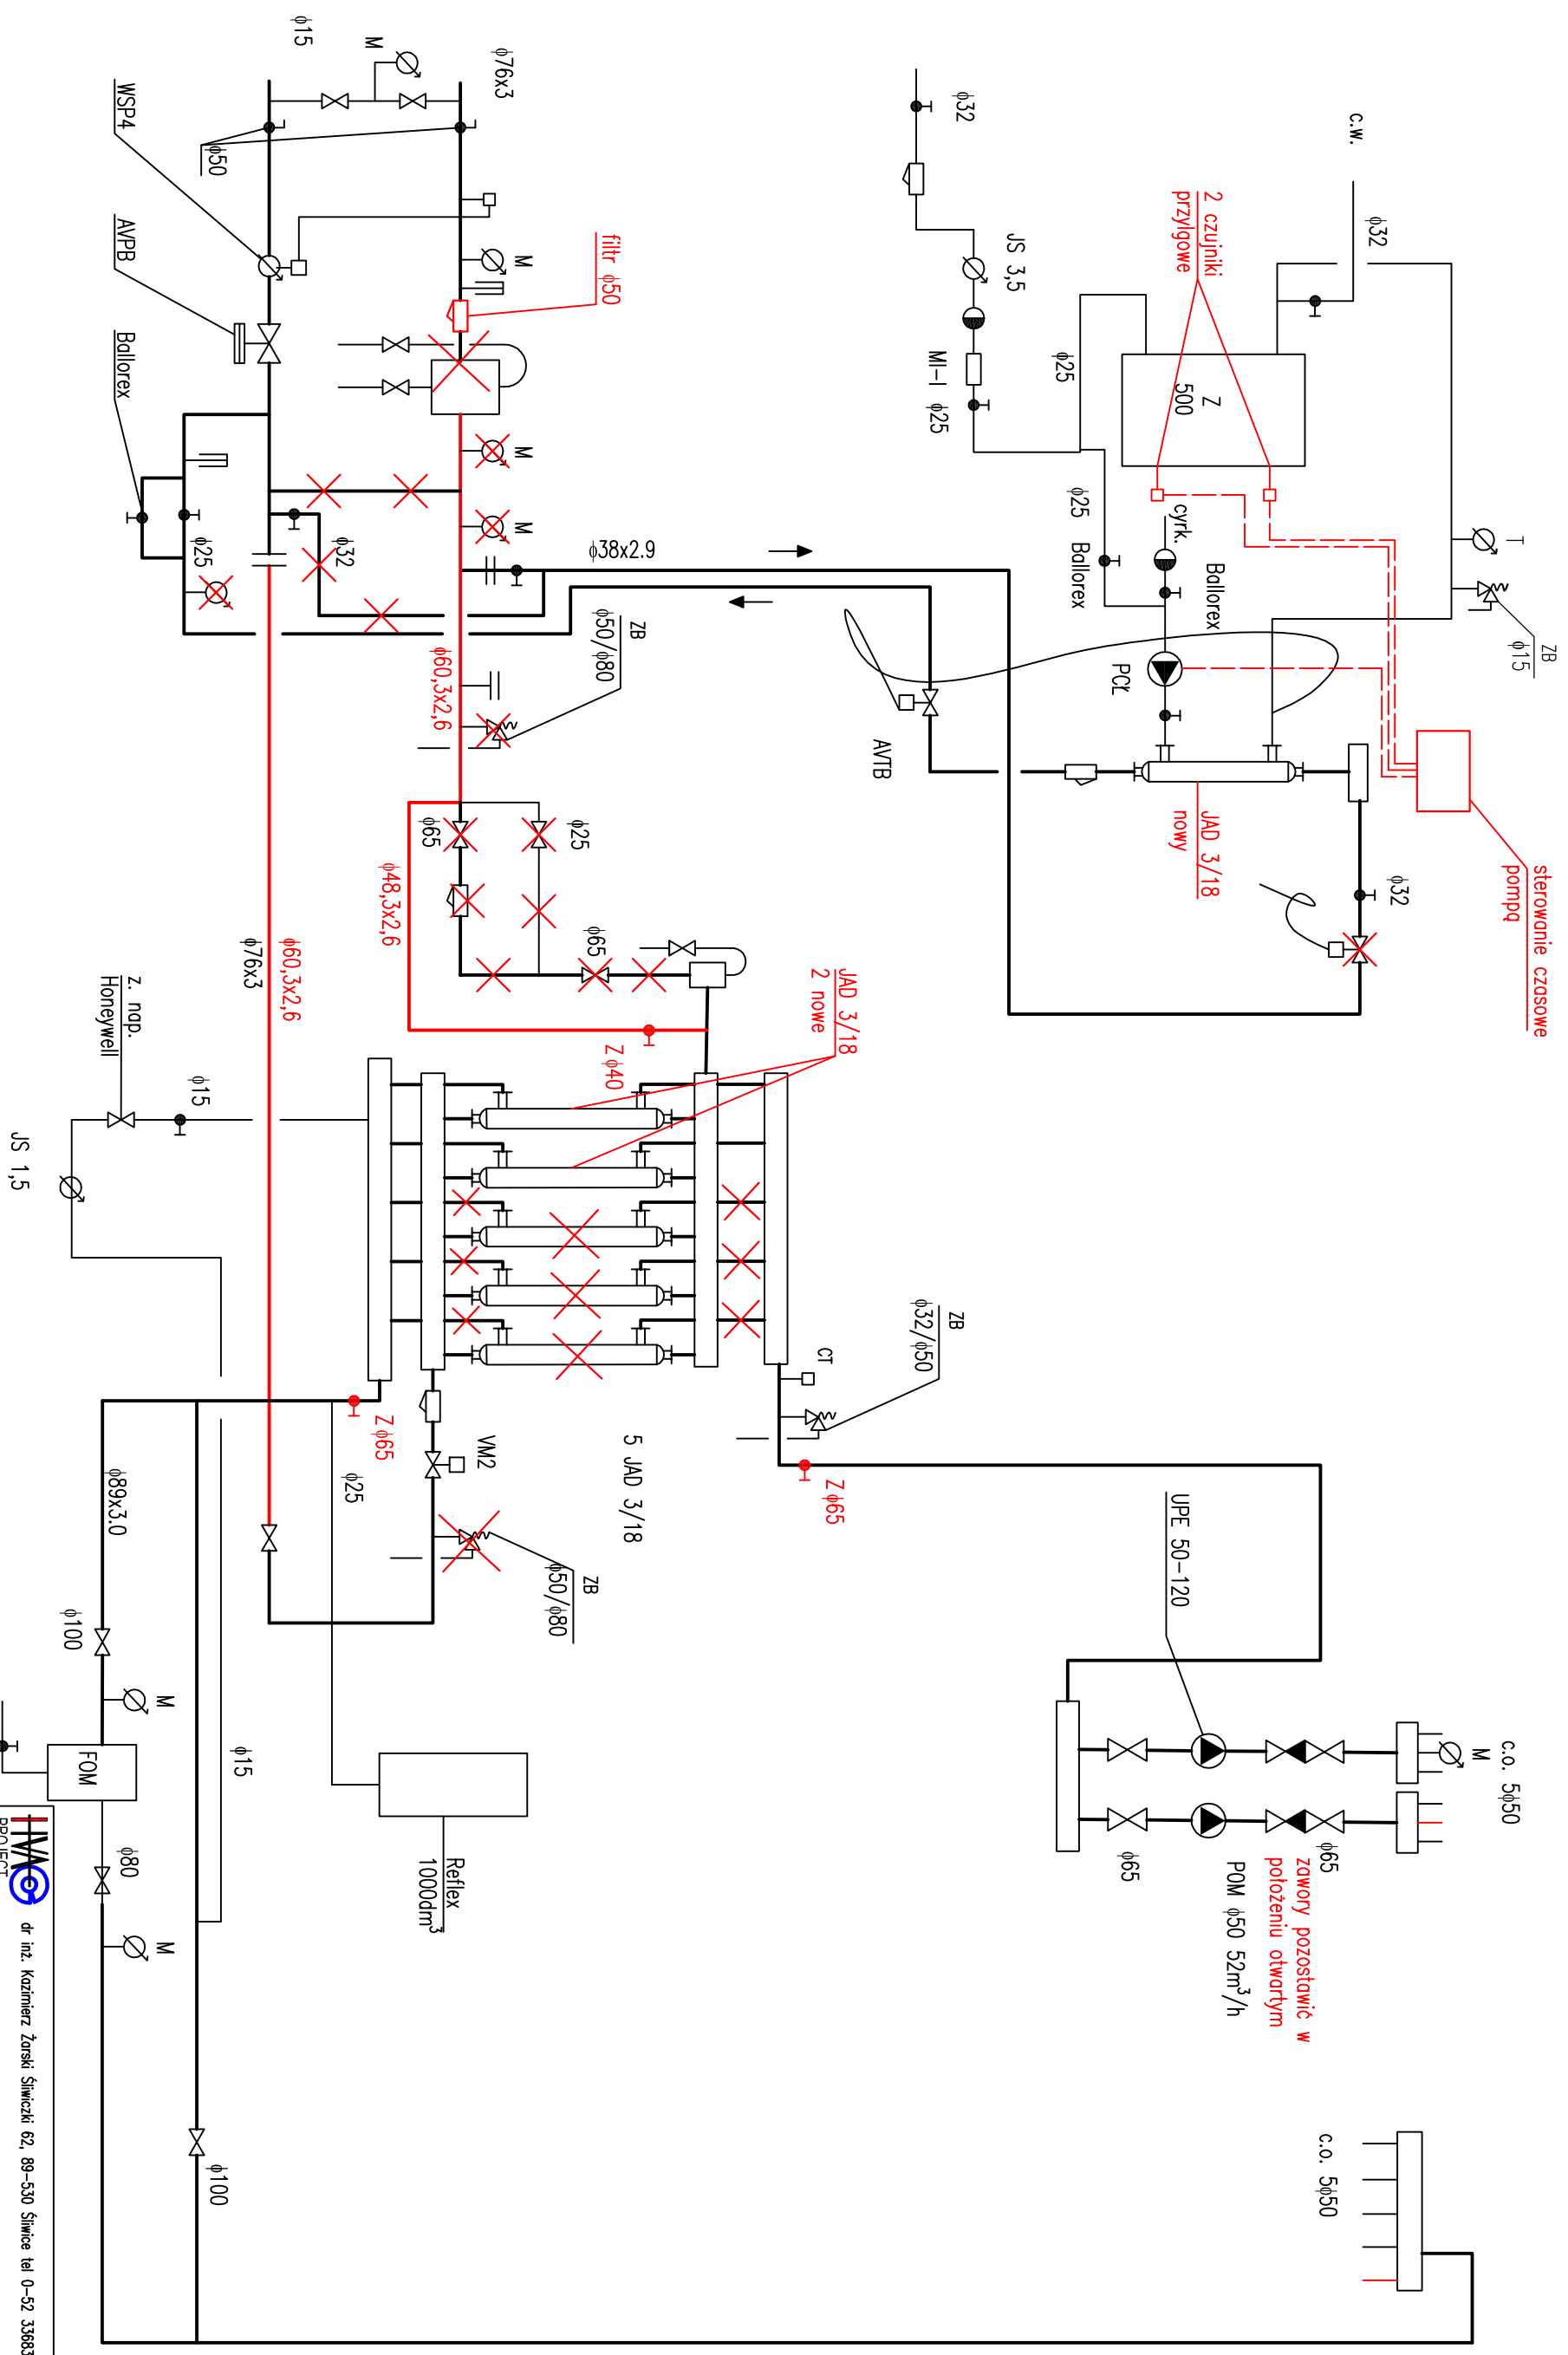 c.w.
ϕ32
ZB
ϕ15
T
2 czujniki
przylgowe
Z
500
ϕ32
JS 3,5
MI-I
ϕ25
ϕ25
ϕ25
Ballorex
cyrk.
Ballorex
PCŁ
AVTB
JAD 3/18
nowy
ϕ32
sterowanie czasowe
pompą
ϕ15
M
ϕ76x3
ϕ50
WSP4
AVPB
Ballorex
M
filtr ϕ50
M
M
ϕ38x2.9
ϕ32
ϕ25
ZB
ϕ50/ϕ80
ϕ60,3x2,6
ϕ65
ϕ25
ϕ48,3x2,6
ϕ65
JAD 3/18
2 nowe
Z ϕ40
ϕ60,3x2,6
ϕ76x3
z. nap.
Honeywell
ϕ15
JS 1,5
ZB
ϕ32/ϕ50
CT
5 JAD 3/18
Z ϕ65
Z ϕ65
VM2
ϕ25
ZB
ϕ50/ϕ80
ϕ89x3.0
ϕ100
M
FOM
ϕ15
ϕ80
M
Reflex
1000dm³
UPE 50-120
c.o. 5ϕ50
M
ϕ65
ϕ65
zawory pozostawić w
położeniu otwartym
POM ϕ50 52m³/h
c.o. 5ϕ50
ϕ100
PROJECT
dr inż. Kazimierz Żarski Śliwiczki 62, 89-530 Śliwice tel 0-52 33683